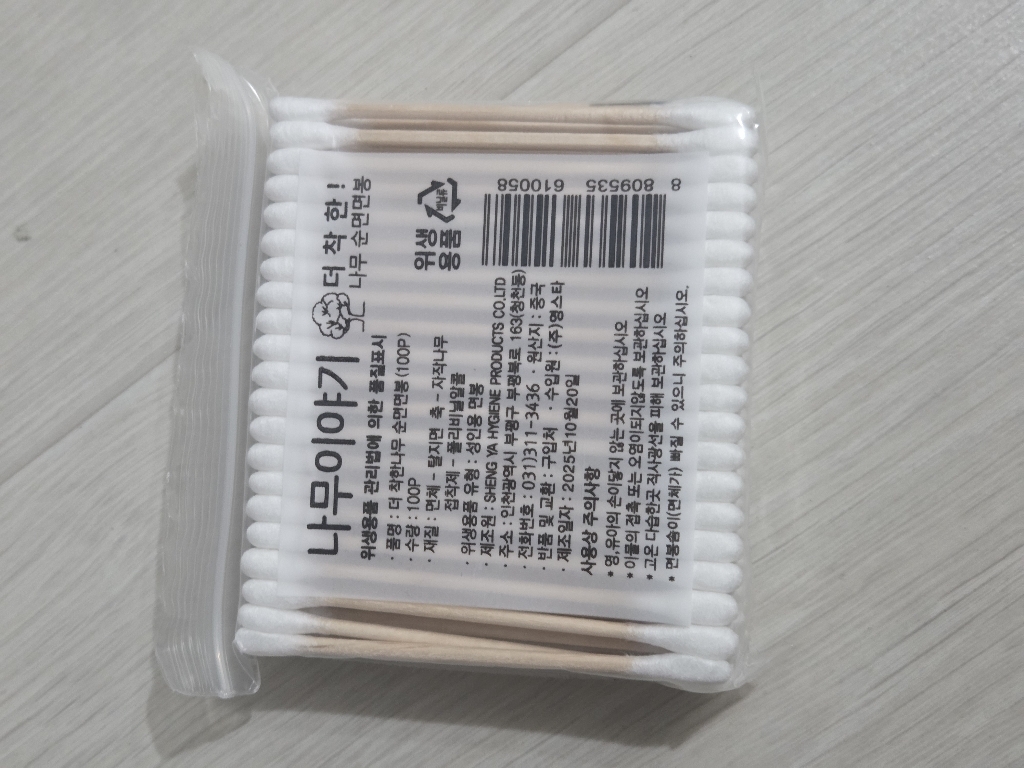 나무이야기
더 착 한!
나무 순면면봉
위생용품 관리법에 의한 품질표시
· 품명 : 더 착한나무 순면면봉(100P)
· 수량 : 100P
· 재질 : 면체 - 탈지면 축 - 자작나무
접착제 - 폴리비닐알콜
· 위생용품 유형 : 성인용 면봉
· 제조원 : SHENG YA HYGIENE PRODUCTS CO.LTD
· 주소 : 인천광역시 부평구 부평북로 163(청천동)
· 전화번호 : 031)311-3436 · 원산지 : 중국
· 반품 및 교환 : 구입처 · 수입원 : (주)영스타
· 제조일자 : 2025년10월20일
사용상 주의사항
* 영,유아의 손이닿지 않는 곳에 보관하십시오
* 이물의 접촉 또는 오염이되지않도록 보관하십시오
* 고온 다습한곳 직사광선을 피해 보관하십시오
* 면봉솜이(면체가) 빠질 수 있으니 주의하십시오.
위생
용품
비닐류
8 809535 610058